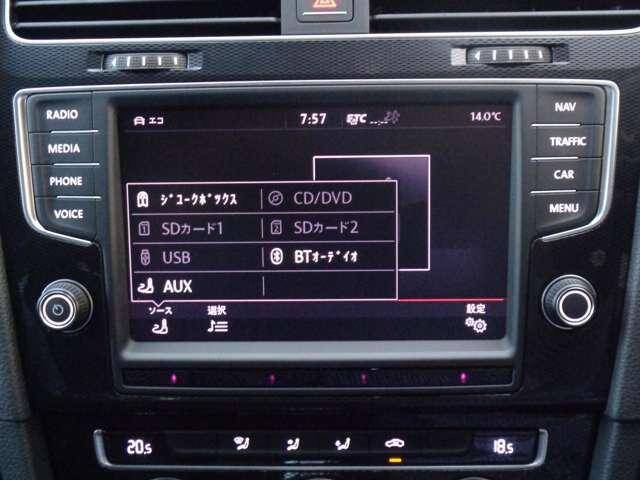 RADIO
MEDIA
PHONE
VOICE
エコ
7:57
ETC --:--
14.0°C
ｼﾞｭｰｸﾎﾞｯｸｽ
CD/DVD
SDカード1
SDカード2
USB
BTｵｰﾃﾞｨｵ
AUX
ソース
選択
設定
NAV
TRAFFIC
CAR
MENU
20.5
18.5